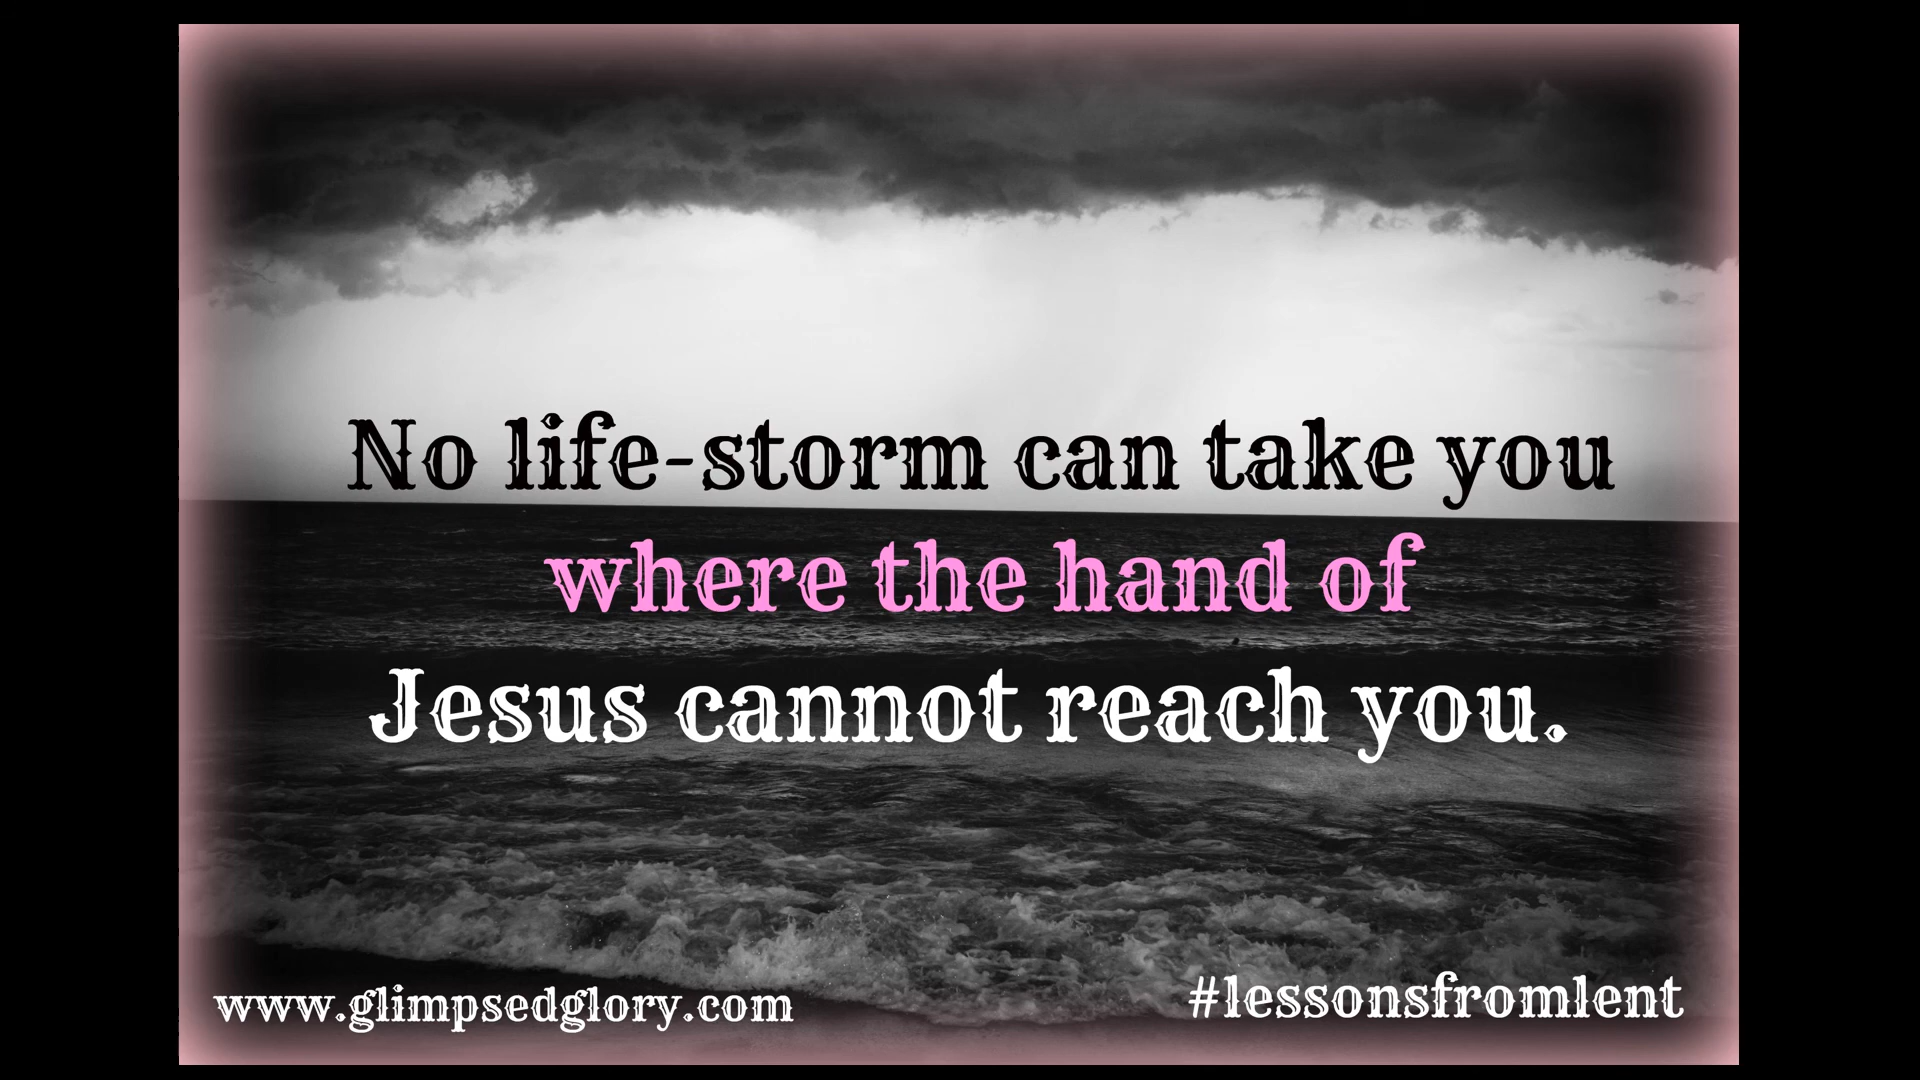 No life-storm can take you
where the hand of
Jesus cannot reach you.
www.glimpsedglory.com
#lessonsfromlent